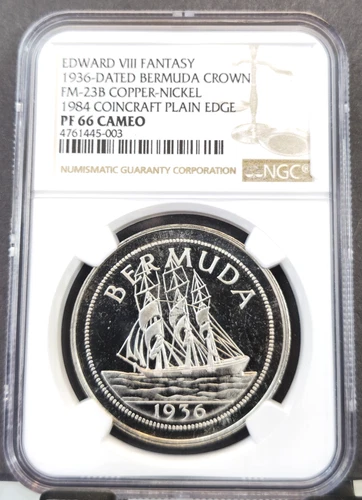 EDWARD VIII FANTASY
1936-DATED BERMUDA CROWN
FM-23B COPPER-NICKEL
1984 COINCRAFT PLAIN EDGE
PF 66 CAMEO
4761445-003
NUMISMATIC GUARANTY CORPORATION
NGC
BERMUDA
1936